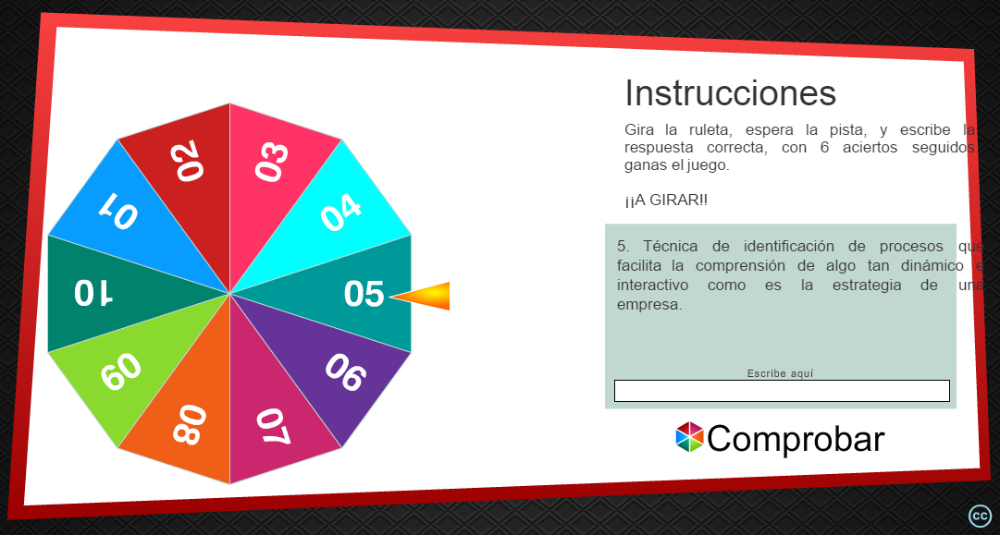 Instrucciones
Gira la ruleta, espera la pista, y escribe la
respuesta correcta, con 6 aciertos seguidos
ganas el juego.
¡¡A GIRAR!!
02
03
01
04
10
05
09
06
08
07
5. Técnica de identificación de procesos que
facilita la comprensión de algo tan dinámico e
interactivo como es la estrategia de una
empresa.
Escribe aquí
Comprobar
cc